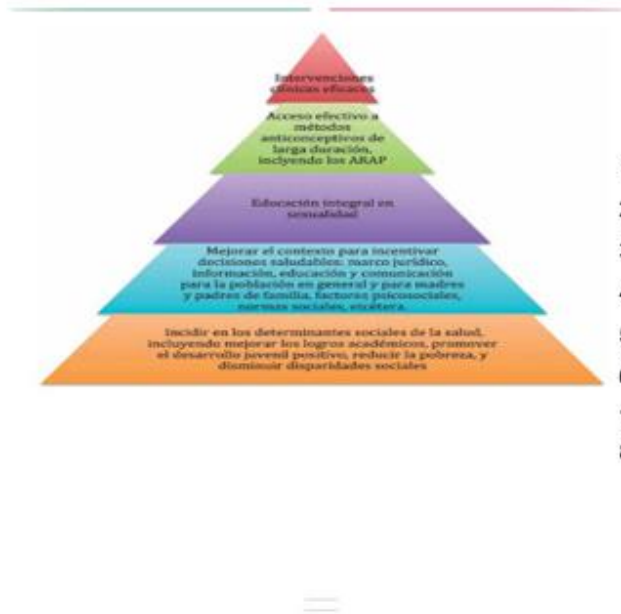 Intervenciones
clínicas eficaces
Acceso efectivo a
métodos
anticonceptivos de
larga duración,
inclyendo los ARAP
Educación integral en
sexualidad
Mejorar el contexto para incentivar
decisiones saludables: marco jurídico,
información, educación y comunicación
para la población en general y para madres
y padres de familia, factores psicosociales,
normas sociales, etcétera.
Incidir en los determinantes sociales de la salud,
incluyendo mejorar los logros académicos, promover
el desarrollo juvenil positivo, reducir la pobreza, y
disminuir disparidades sociales